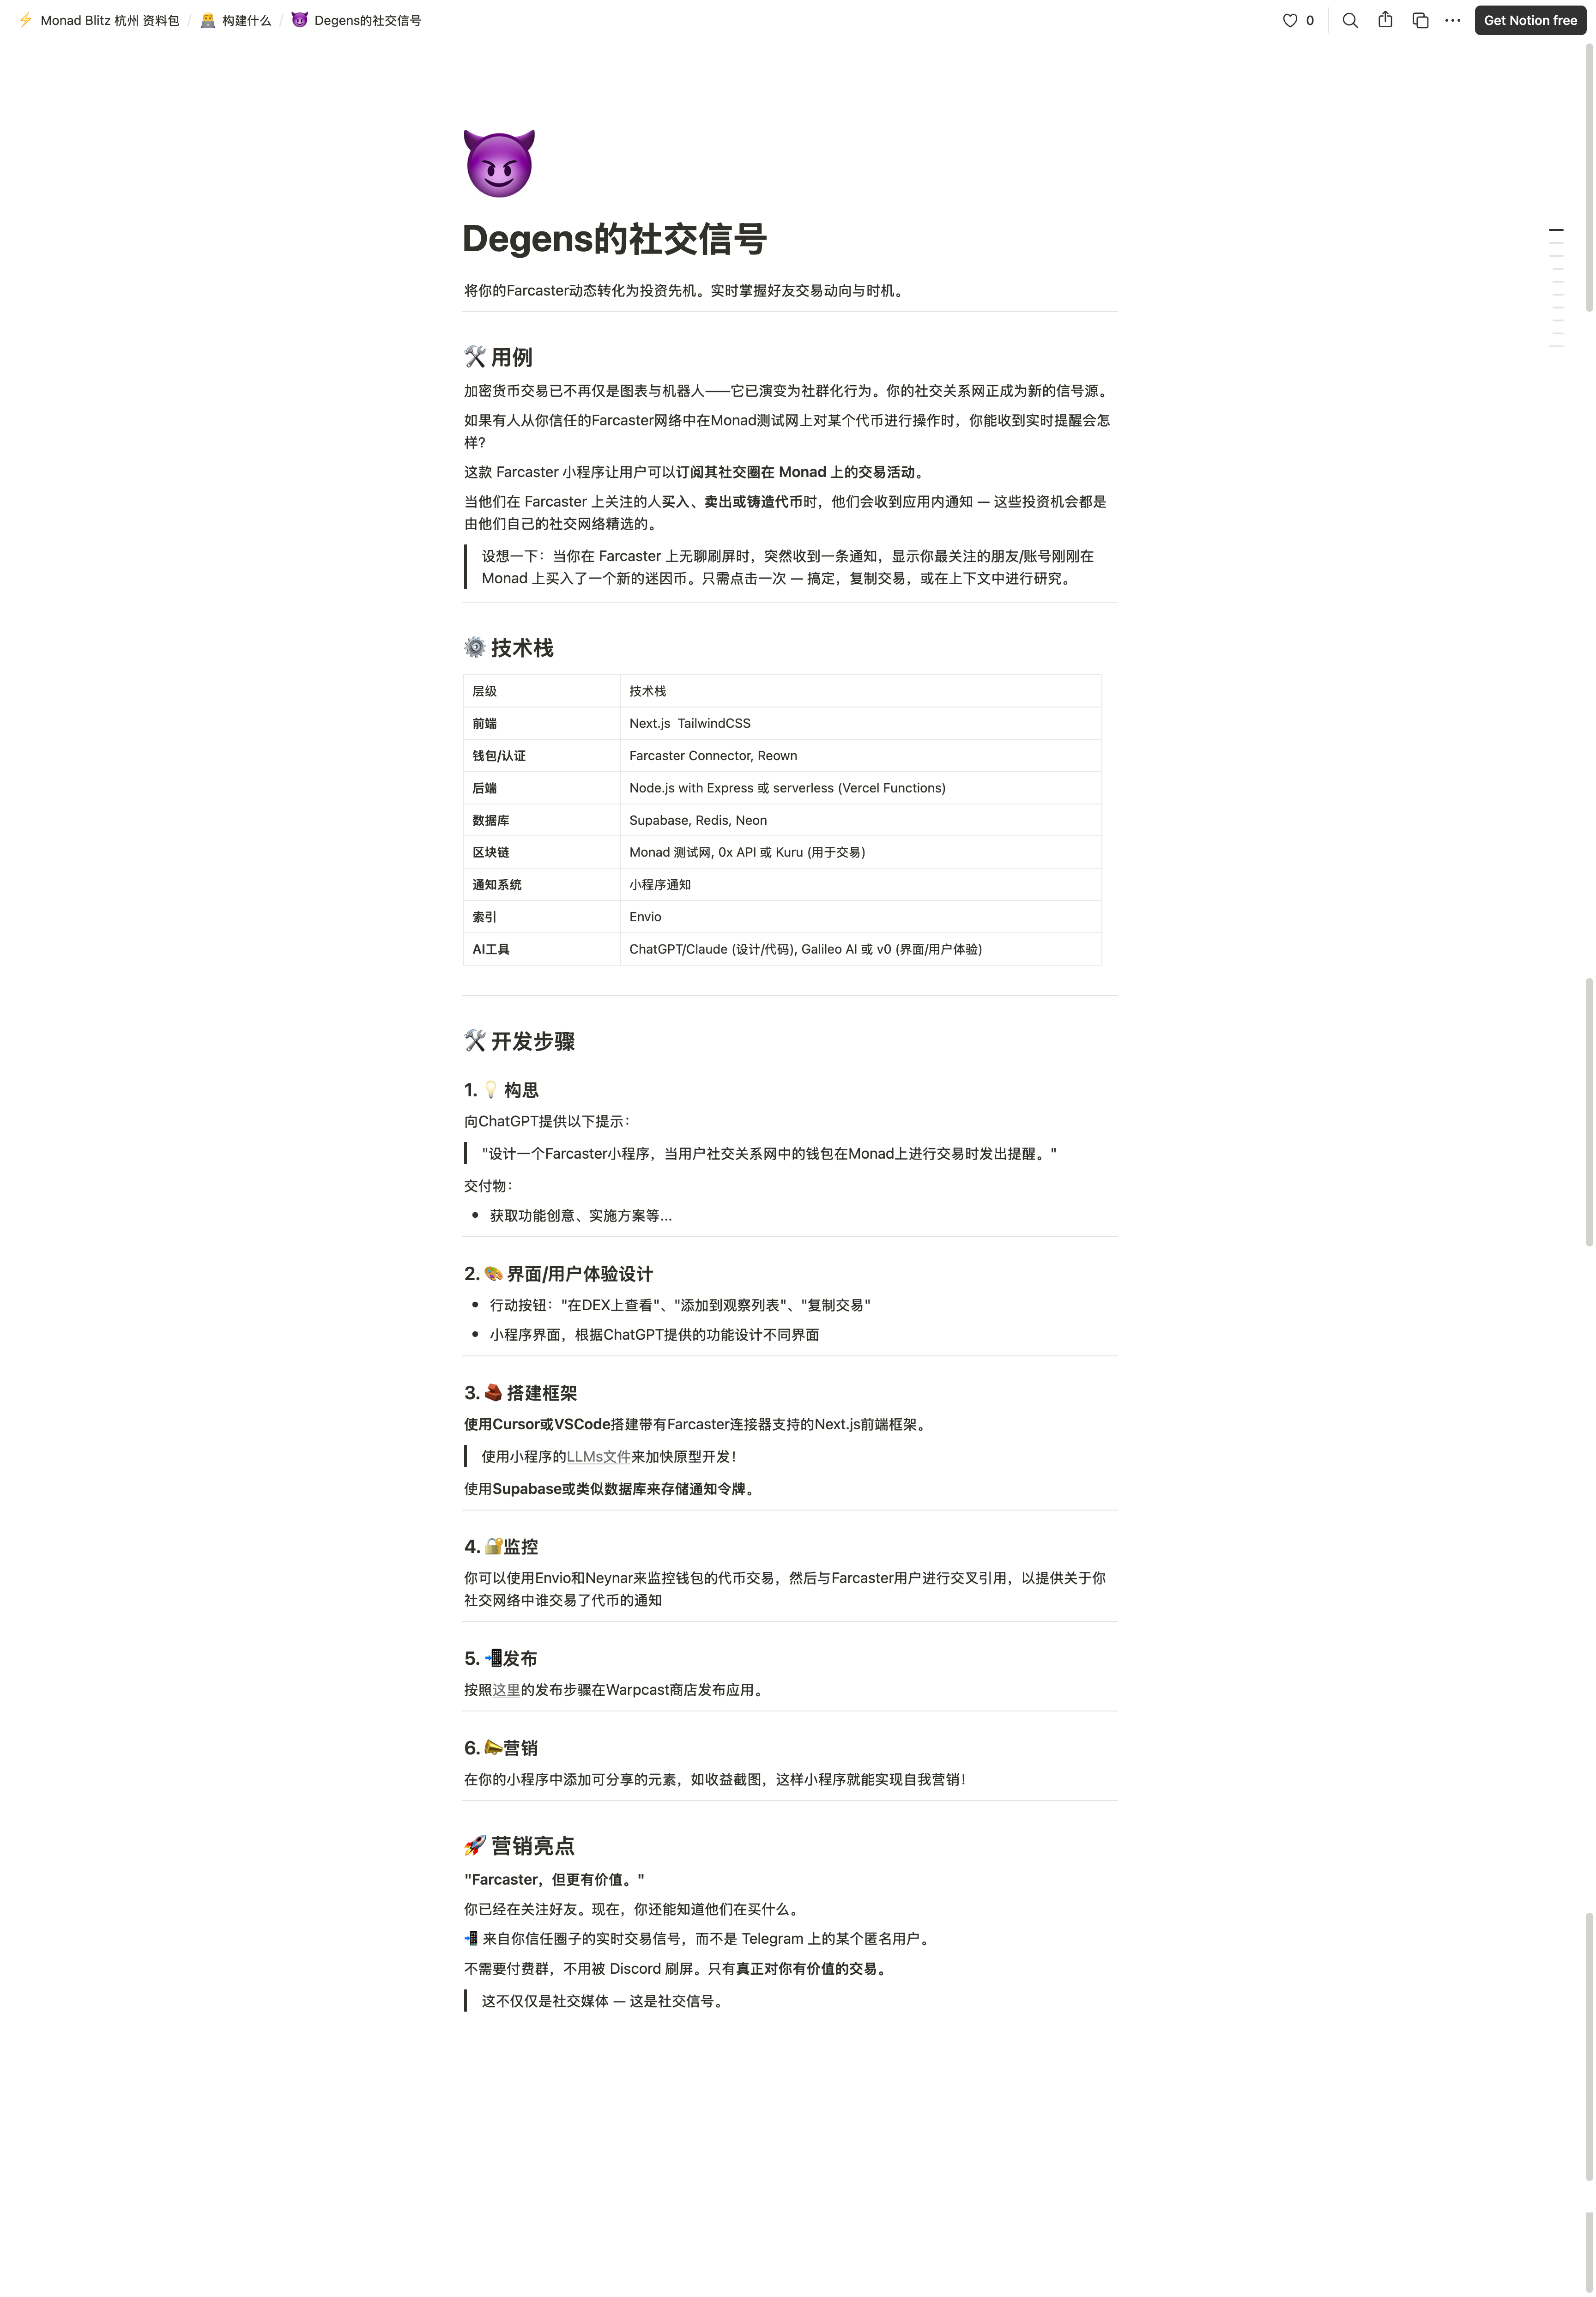 Monad Blitz 杭州 资料包 / 构建什么 / Degens的社交信号
0
Get Notion free
Degens的社交信号
将你的Farcaster动态转化为投资先机。实时掌握好友交易动向与时机。
用例
加密货币交易已不再仅是图表与机器人——它已演变为社群化行为。你的社交关系网正成为新的信号源。
如果有人从你信任的Farcaster网络中在Monad测试网上对某个代币进行操作时，你能收到实时提醒会怎
样？
这款 Farcaster 小程序让用户可以订阅其社交圈在 Monad 上的交易活动。
当他们在 Farcaster 上关注的人买入、卖出或铸造代币时，他们会收到应用内通知 — 这些投资机会都是
由他们自己的社交网络精选的。
设想一下：当你在 Farcaster 上无聊刷屏时，突然收到一条通知，显示你最关注的朋友/账号刚刚在
Monad 上买入了一个新的迷因币。只需点击一次 — 搞定，复制交易，或在上下文中进行研究。
技术栈
层级 技术栈
前端 Next.js TailwindCSS
钱包/认证 Farcaster Connector, Reown
后端 Node.js with Express 或 serverless (Vercel Functions)
数据库 Supabase, Redis, Neon
区块链 Monad 测试网, 0x API 或 Kuru (用于交易)
通知系统 小程序通知
索引 Envio
AI工具 ChatGPT/Claude (设计/代码), Galileo AI 或 v0 (界面/用户体验)
开发步骤
1. 构思
向ChatGPT提供以下提示：
"设计一个Farcaster小程序，当用户社交关系网中的钱包在Monad上进行交易时发出提醒。"
交付物：
• 获取功能创意、实施方案等...
2. 界面/用户体验设计
• 行动按钮："在DEX上查看"、"添加到观察列表"、"复制交易"
• 小程序界面，根据ChatGPT提供的功能设计不同界面
3. 搭建框架
使用Cursor或VSCode搭建带有Farcaster连接器支持的Next.js前端框架。
使用小程序的LLMs文件来加快原型开发！
使用Supabase或类似数据库来存储通知令牌。
4. 监控
你可以使用Envio和Neynar来监控钱包的代币交易，然后与Farcaster用户进行交叉引用，以提供关于你
社交网络中谁交易了代币的通知
5. 发布
按照这里的发布步骤在Warpcast商店发布应用。
6. 营销
在你的小程序中添加可分享的元素，如收益截图，这样小程序就能实现自我营销！
营销亮点
"Farcaster，但更有价值。"
你已经在关注好友。现在，你还能知道他们在买什么。
来自你信任圈子的实时交易信号，而不是 Telegram 上的某个匿名用户。
不需要付费群，不用被 Discord 刷屏。只有真正对你有价值的交易。
这不仅仅是社交媒体 — 这是社交信号。